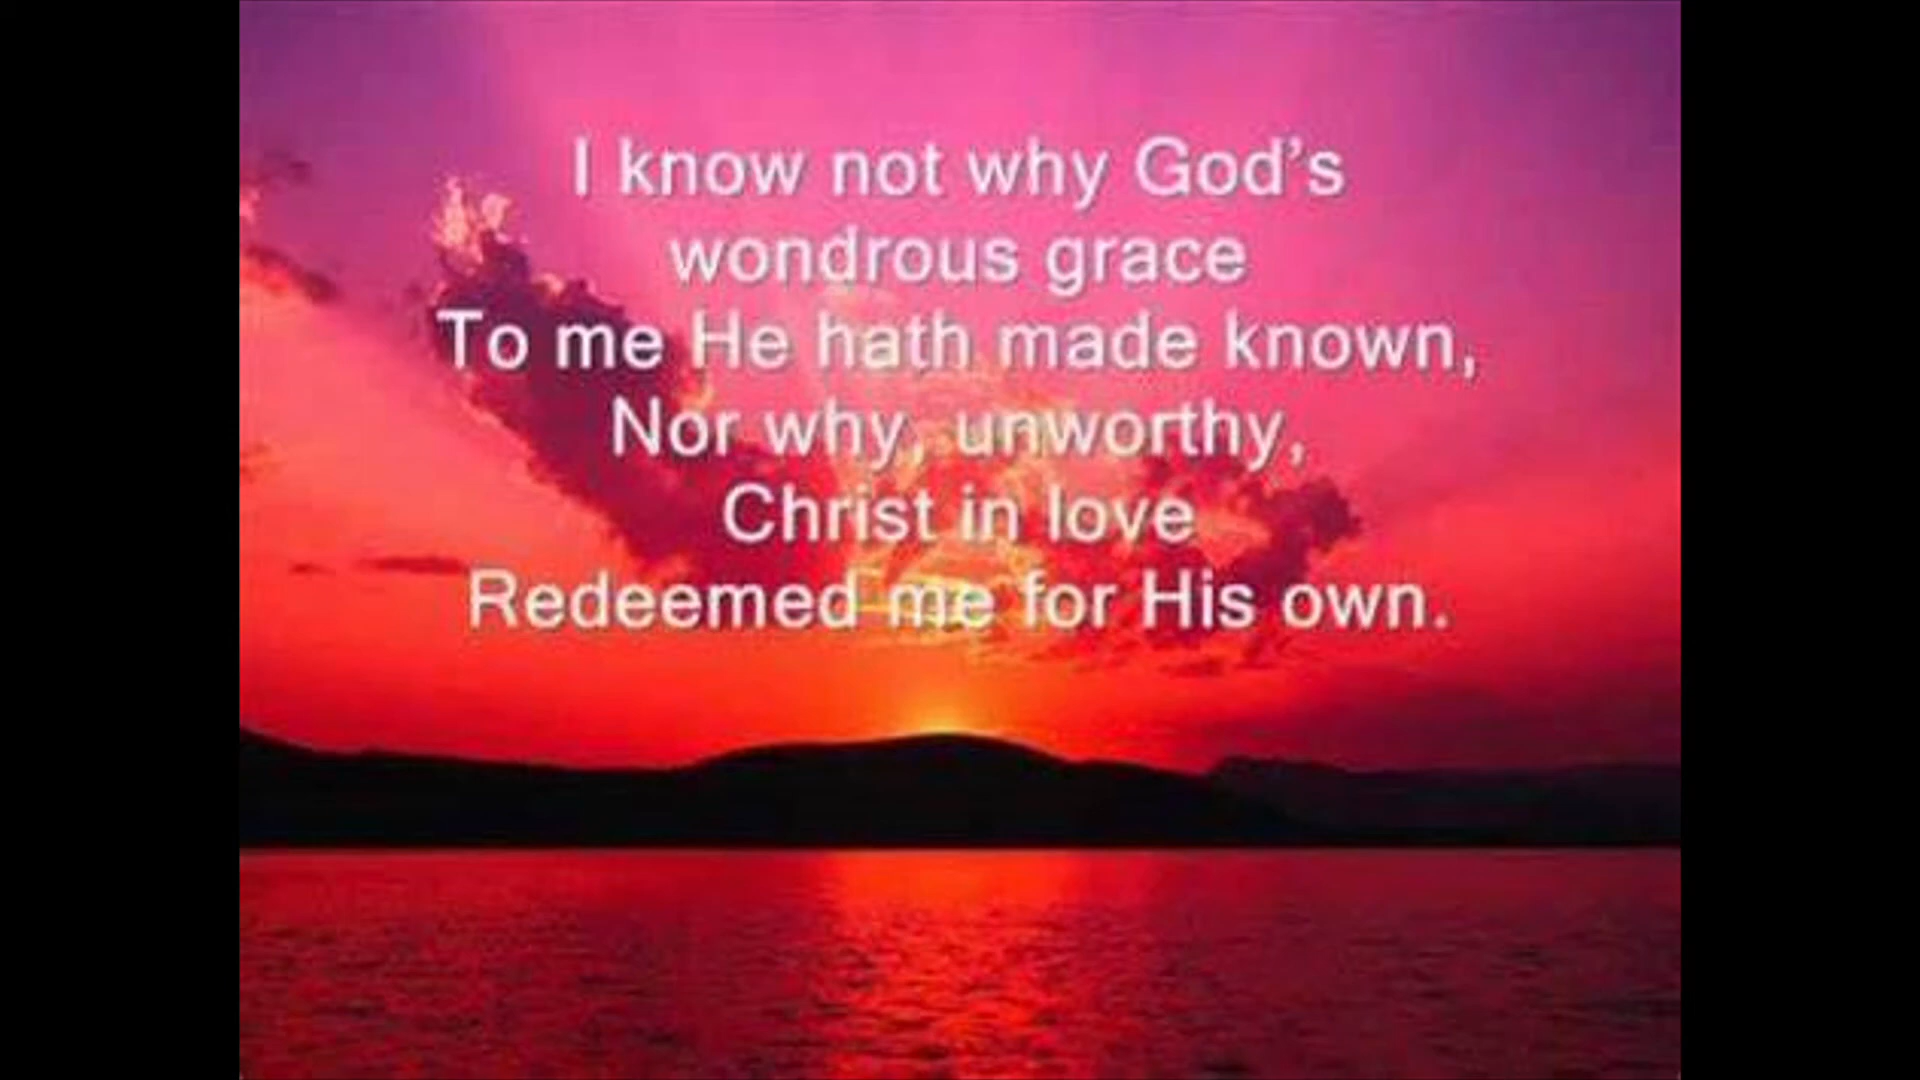 I know not why God’s
wondrous grace
To me He hath made known,
Nor why, unworthy,
Christ in love
Redeemed me for His own.